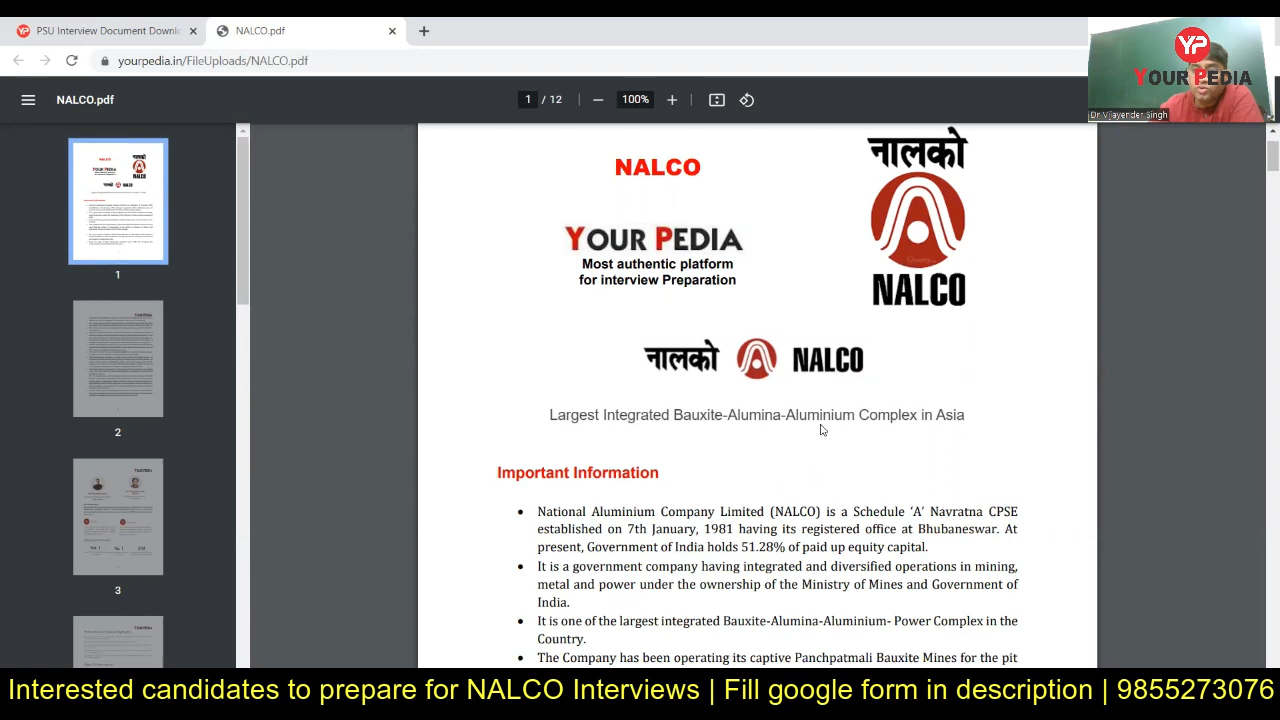 PSU Interview Document Downlo
NALCO.pdf
yourpedia.in/FileUploads/NALCO.pdf
YP
YOUR PEDIA
Dr Vijayender Singh
NALCO.pdf
1 / 12
100%
1
2
3
NALCO
नालको
NALCO
YOUR PEDIA
Most authentic platform
for interview Preparation
नालको NALCO
Largest Integrated Bauxite-Alumina-Aluminium Complex in Asia
Important Information
• National Aluminium Company Limited (NALCO) is a Schedule ‘A’ Navratna CPSE
established on 7th January, 1981 having its registered office at Bhubaneswar. At
present, Government of India holds 51.28% of paid up equity capital.
• It is a government company having integrated and diversified operations in mining,
metal and power under the ownership of the Ministry of Mines and Government of
India.
• It is one of the largest integrated Bauxite-Alumina-Aluminium- Power Complex in the
Country.
• The Company has been operating its captive Panchpatmali Bauxite Mines for the pit
Interested candidates to prepare for NALCO Interviews | Fill google form in description | 9855273076